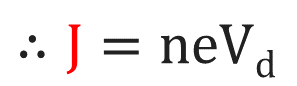 ∴ J = neV_d